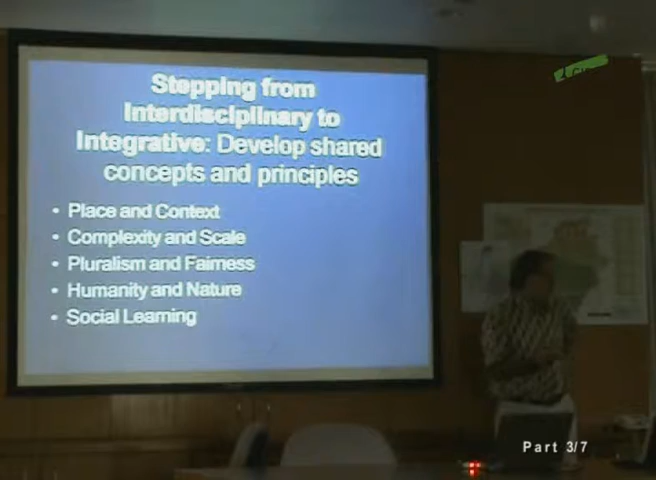 Stepping from
Interdisciplinary to
Integrative: Develop shared
concepts and principles
• Place and Context
• Complexity and Scale
• Pluralism and Fairness
• Humanity and Nature
• Social Learning
Part 3/7